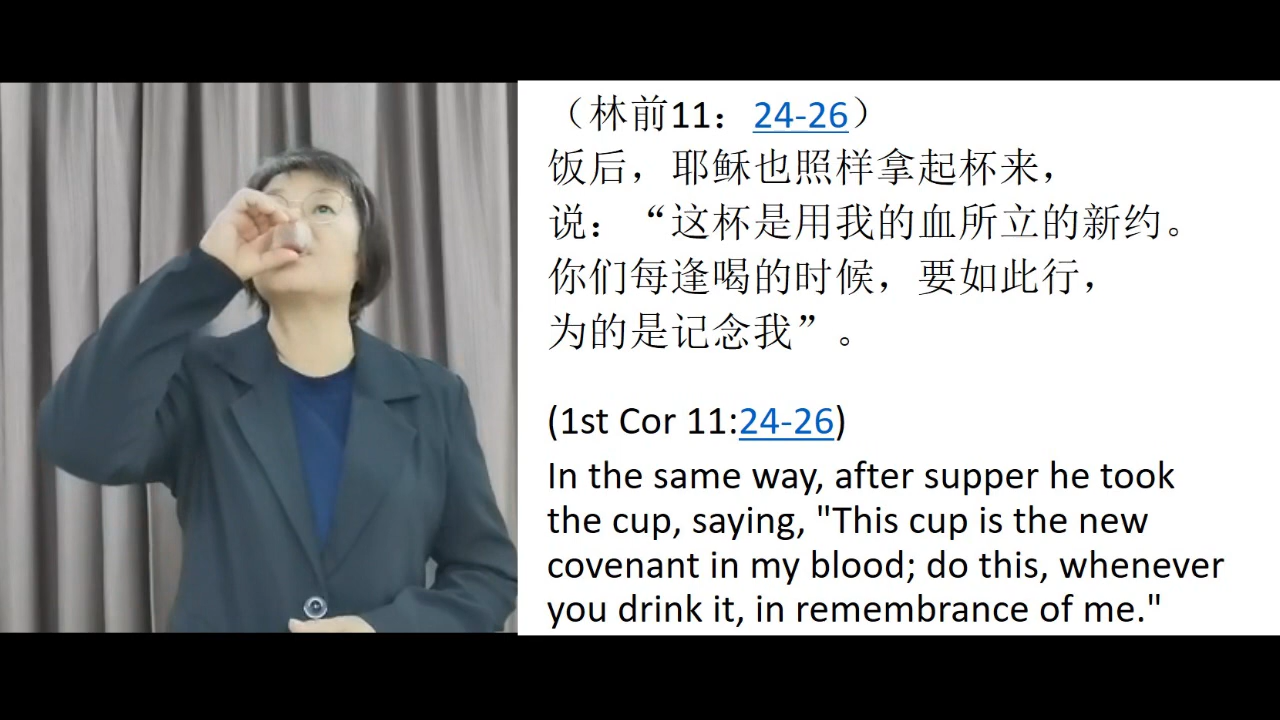 （林前11：24-26）
饭后，耶稣也照样拿起杯来，
说：“这杯是用我的血所立的新约。
你们每逢喝的时候，要如此行，
为的是记念我”。
(1st Cor 11:24-26)
In the same way, after supper he took
the cup, saying, "This cup is the new
covenant in my blood; do this, whenever
you drink it, in remembrance of me."